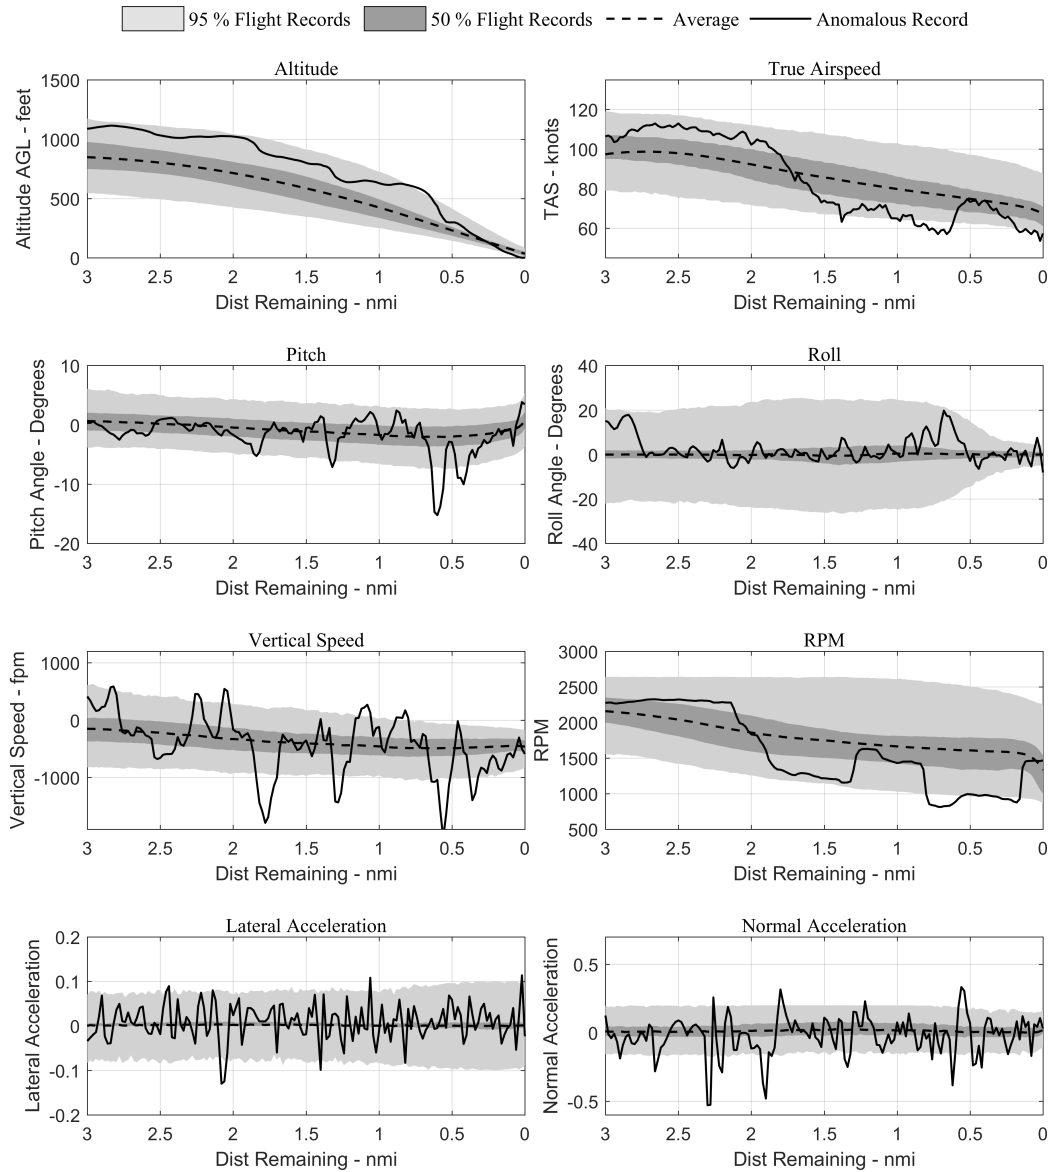 95 % Flight Records 50 % Flight Records Average Anomalous Record
Altitude
Altitude AGL - feet
1500
1000
500
0
3 2.5 2 1.5 1 0.5 0
Dist Remaining - nmi
True Airspeed
TAS - knots
120
100
80
60
3 2.5 2 1.5 1 0.5 0
Dist Remaining - nmi
Pitch
Pitch Angle - Degrees
10
0
-10
-20
3 2.5 2 1.5 1 0.5 0
Dist Remaining - nmi
Roll
Roll Angle - Degrees
40
20
0
-20
-40
3 2.5 2 1.5 1 0.5 0
Dist Remaining - nmi
Vertical Speed
Vertical Speed - fpm
1000
0
-1000
3 2.5 2 1.5 1 0.5 0
Dist Remaining - nmi
RPM
RPM
3000
2500
2000
1500
1000
500
3 2.5 2 1.5 1 0.5 0
Dist Remaining - nmi
Lateral Acceleration
Lateral Acceleration
0.2
0.1
0
-0.1
-0.2
3 2.5 2 1.5 1 0.5 0
Dist Remaining - nmi
Normal Acceleration
Normal Acceleration
0.5
0
-0.5
3 2.5 2 1.5 1 0.5 0
Dist Remaining - nmi